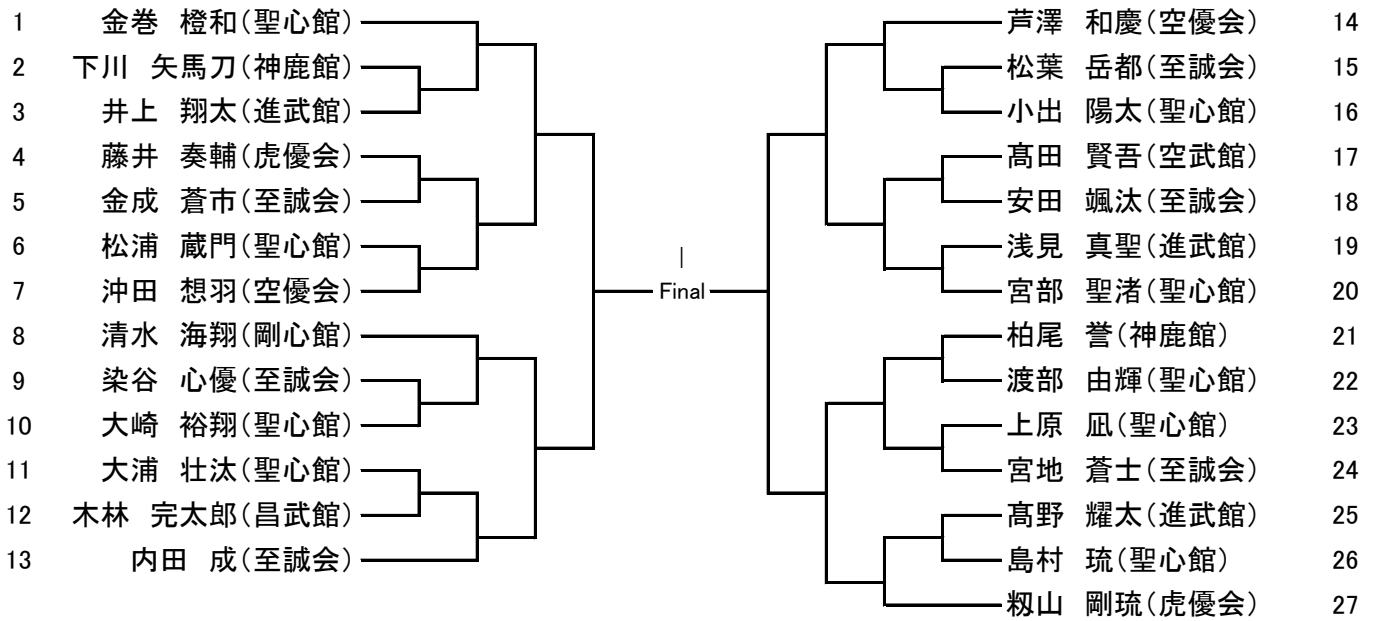 1 金巻 橙和(聖心館)
2 下川 矢馬刀(神鹿館)
3 井上 翔太(進武館)
4 藤井 奏輔(虎優会)
5 金成 蒼市(至誠会)
6 松浦 蔵門(聖心館)
7 沖田 想羽(空優会)
8 清水 海翔(剛心館)
9 染谷 心優(至誠会)
10 大崎 裕翔(聖心館)
11 大浦 壮汰(聖心館)
12 木林 完太郎(昌武館)
13 内田 成(至誠会)
|
Final
芦澤 和慶(空優会) 14
松葉 岳都(至誠会) 15
小出 陽太(聖心館) 16
髙田 賢吾(空武館) 17
安田 颯汰(至誠会) 18
浅見 真聖(進武館) 19
宮部 聖渚(聖心館) 20
柏尾 誉(神鹿館) 21
渡部 由輝(聖心館) 22
上原 凪(聖心館) 23
宮地 蒼士(至誠会) 24
髙野 耀太(進武館) 25
島村 琉(聖心館) 26
籾山 剛琉(虎優会) 27